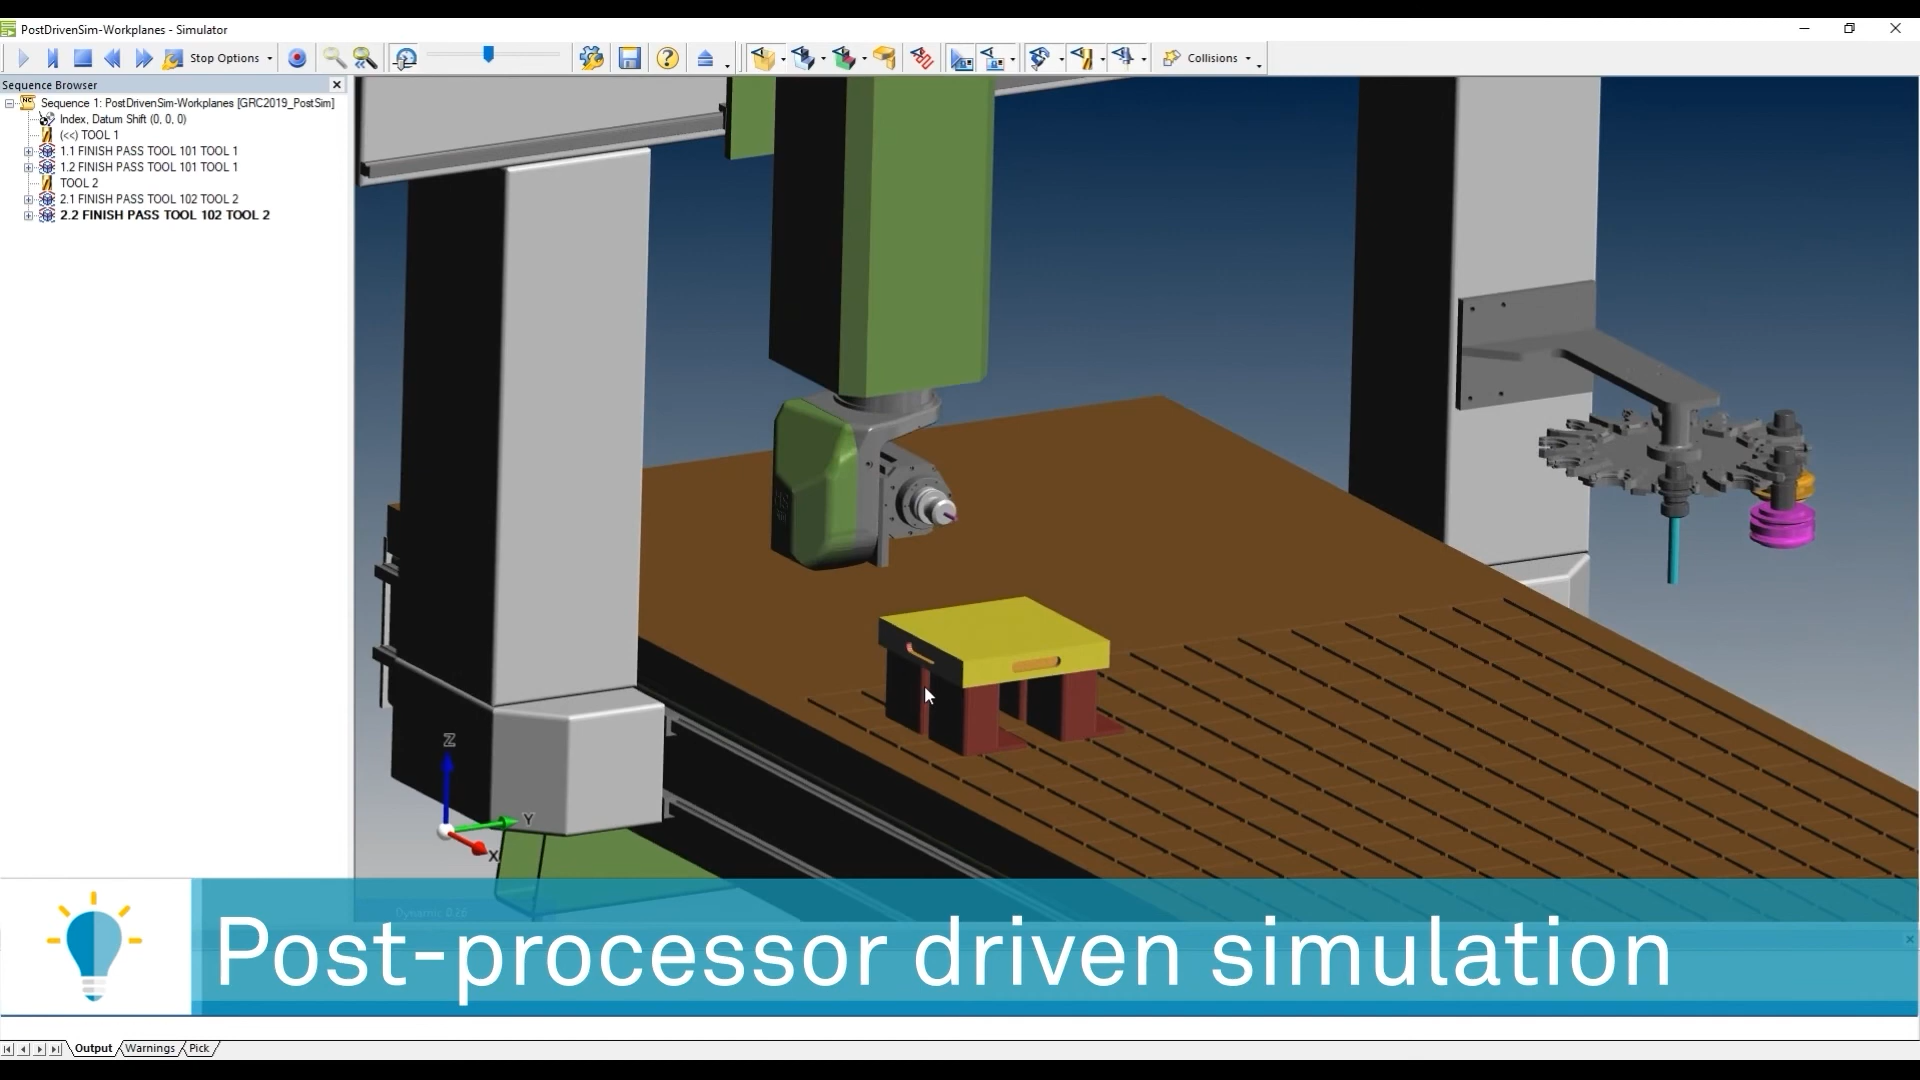 PostDrivenSim-Workplanes - Simulator
Stop Options
Collisions
Sequence Browser
Sequence 1: PostDrivenSim-Workplanes [GRC2019_PostSim]
Index, Datum Shift (0, 0, 0)
(<<) TOOL 1
1.1 FINISH PASS TOOL 101 TOOL 1
1.2 FINISH PASS TOOL 101 TOOL 1
TOOL 2
2.1 FINISH PASS TOOL 102 TOOL 2
2.2 FINISH PASS TOOL 102 TOOL 2
Z
Y
X
Dynamic 0.26
Post-processor driven simulation
Output
Warnings
Pick